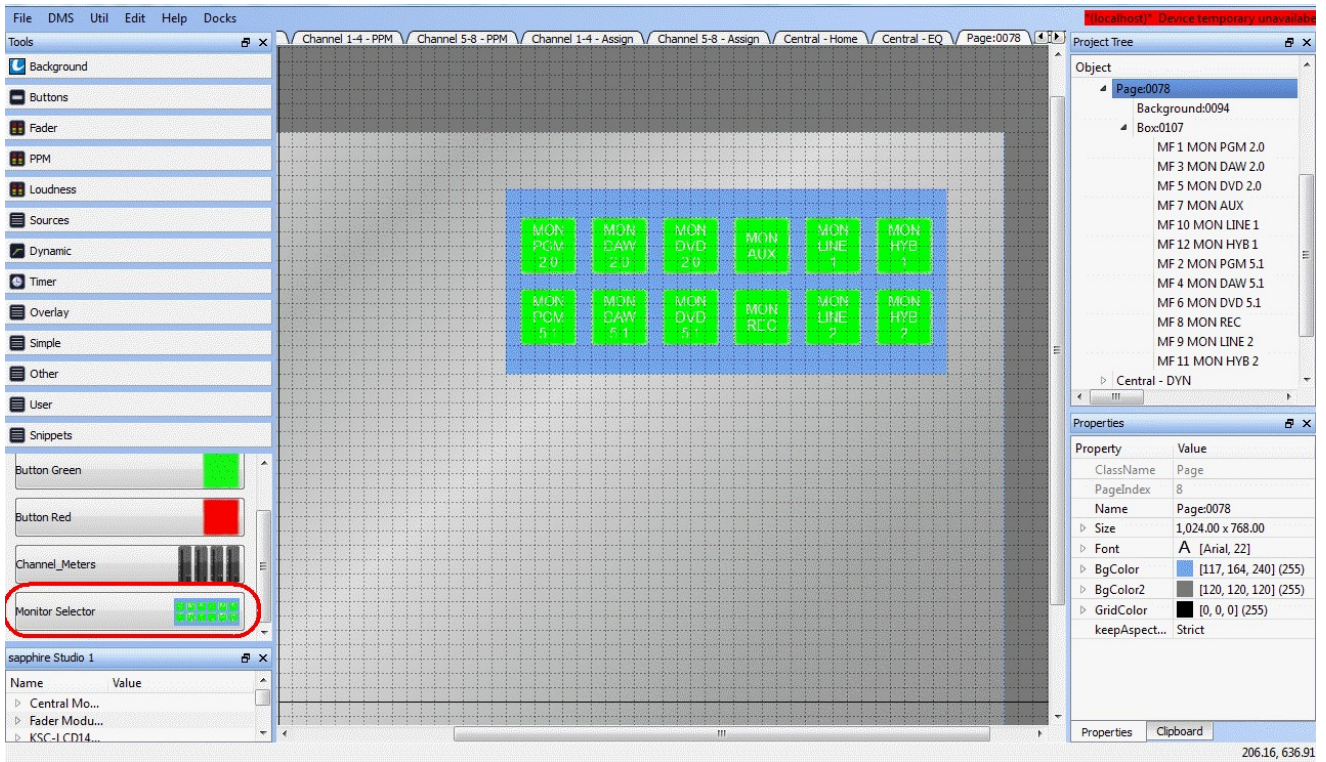 File DMS Util Edit Help Docks
"(localhost)" Device temporary unavailabe
Tools
Background
Buttons
Fader
PPM
Loudness
Sources
Dynamic
Timer
Overlay
Simple
Other
User
Snippets
Button Green
Button Red
Channel_Meters
Monitor Selector
sapphire Studio 1
Name Value
Central Mo...
Fader Modu...
KSC-LCD14...
Channel 1-4 - PPM Channel 5-8 - PPM Channel 1-4 - Assign Channel 5-8 - Assign Central - Home Central - EQ Page:0078
MON PGM 2.0
MON DAW 2.0
MON DVD 2.0
MON AUX
MON LINE 1
MON HYB 1
MON PGM 5.1
MON DAW 5.1
MON DVD 5.1
MON REC
MON LINE 2
MON HYB 2
Project Tree
Object
Page:0078
Background:0094
Box:0107
MF 1 MON PGM 2.0
MF 3 MON DAW 2.0
MF 5 MON DVD 2.0
MF 7 MON AUX
MF 10 MON LINE 1
MF 12 MON HYB 1
MF 2 MON PGM 5.1
MF 4 MON DAW 5.1
MF 6 MON DVD 5.1
MF 8 MON REC
MF 9 MON LINE 2
MF 11 MON HYB 2
Central - DYN
Properties
Property Value
ClassName Page
PageIndex 8
Name Page:0078
Size 1,024.00 x 768.00
Font A [Arial, 22]
BgColor [117, 164, 240] (255)
BgColor2 [120, 120, 120] (255)
GridColor [0, 0, 0] (255)
keepAspect... Strict
Properties Clipboard
206.16, 636.91